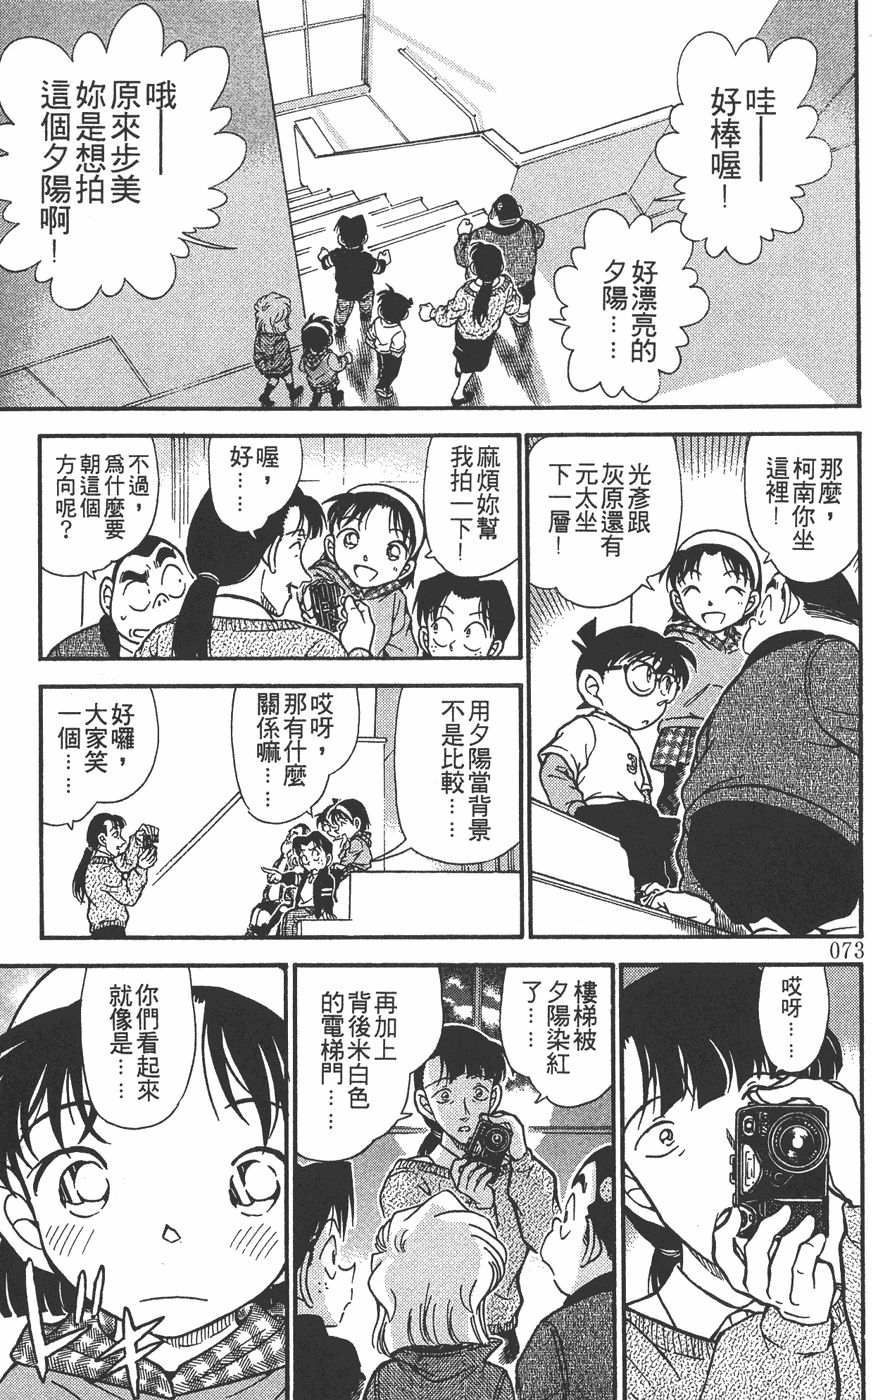 哇——
好棒喔！
好漂亮的
夕陽……
哦——
原來步美
妳是想拍
這個夕陽啊！
那麼，
柯南你坐
這裡！
光彥跟
灰原還有
元太坐
下一層！
麻煩妳幫
我拍一下！
喔，
好……
不過，
爲什麼要
朝這個
方向呢？
用夕陽當背景
不是比較……
哎呀，
那有什麼
關係嘛……
好囉，
大家笑
一個……
073
哎呀……
樓梯被
夕陽染紅
了……
再加上
背後米白色
的電梯門……
你們看起來
就像是……
ドキ